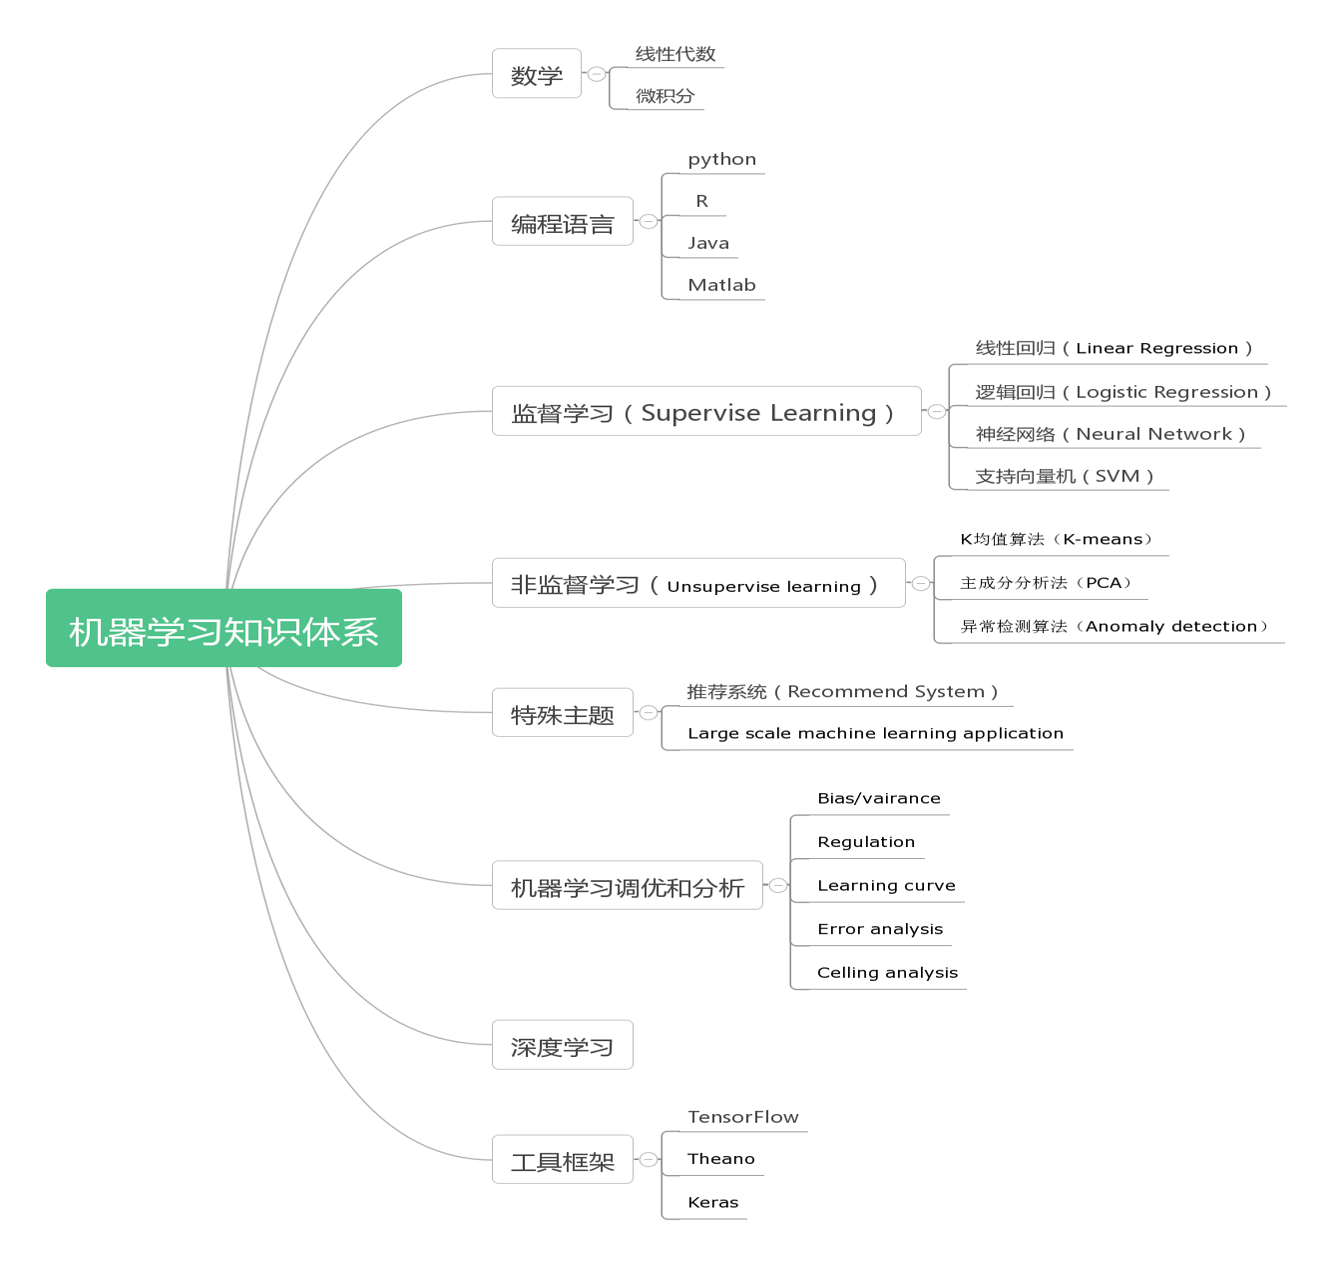 数学
线性代数
微积分
编程语言
python
R
Java
Matlab
监督学习（Supervise Learning）
线性回归（Linear Regression）
逻辑回归（Logistic Regression）
神经网络（Neural Network）
支持向量机（SVM）
非监督学习（Unsupervise learning）
K均值算法（K-means）
主成分分析法（PCA）
异常检测算法（Anomaly detection）
机器学习知识体系
特殊主题
推荐系统（Recommend System）
Large scale machine learning application
机器学习调优和分析
Bias/vairance
Regulation
Learning curve
Error analysis
Celling analysis
深度学习
工具框架
TensorFlow
Theano
Keras